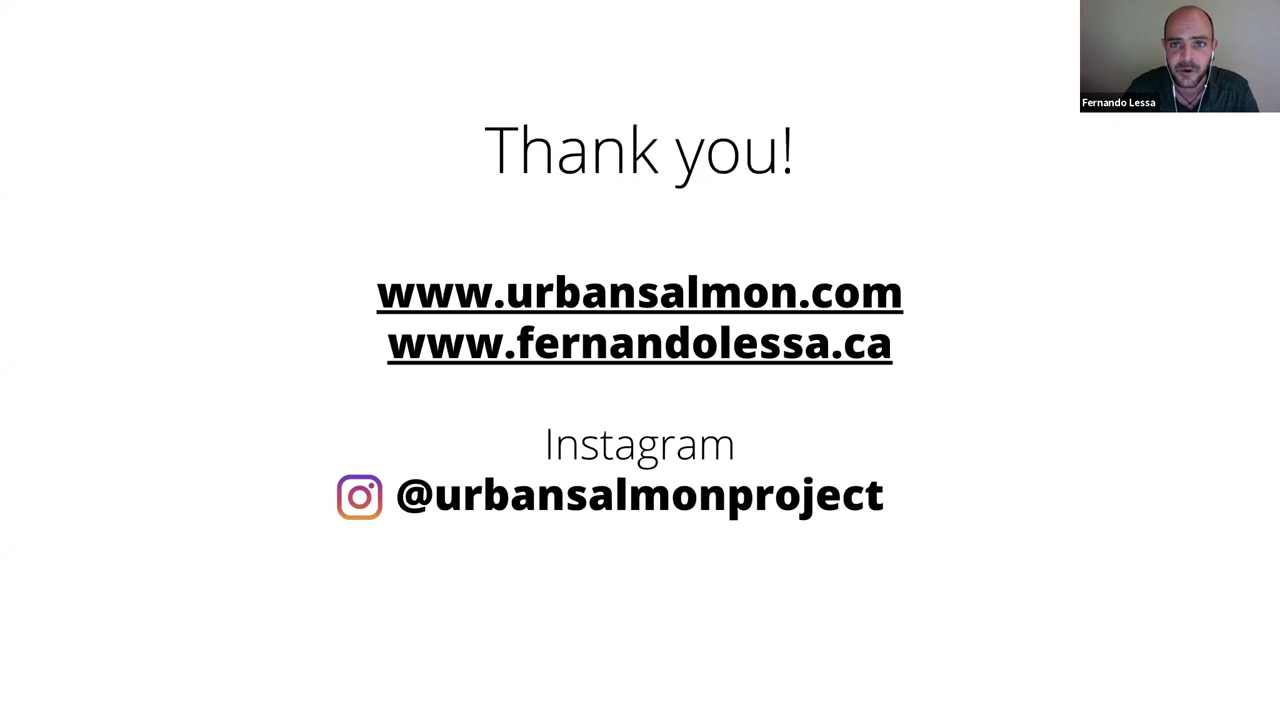 Fernando Lessa
Thank you!
www.urbansalmon.com
www.fernandolessa.ca
Instagram
@urbansalmonproject